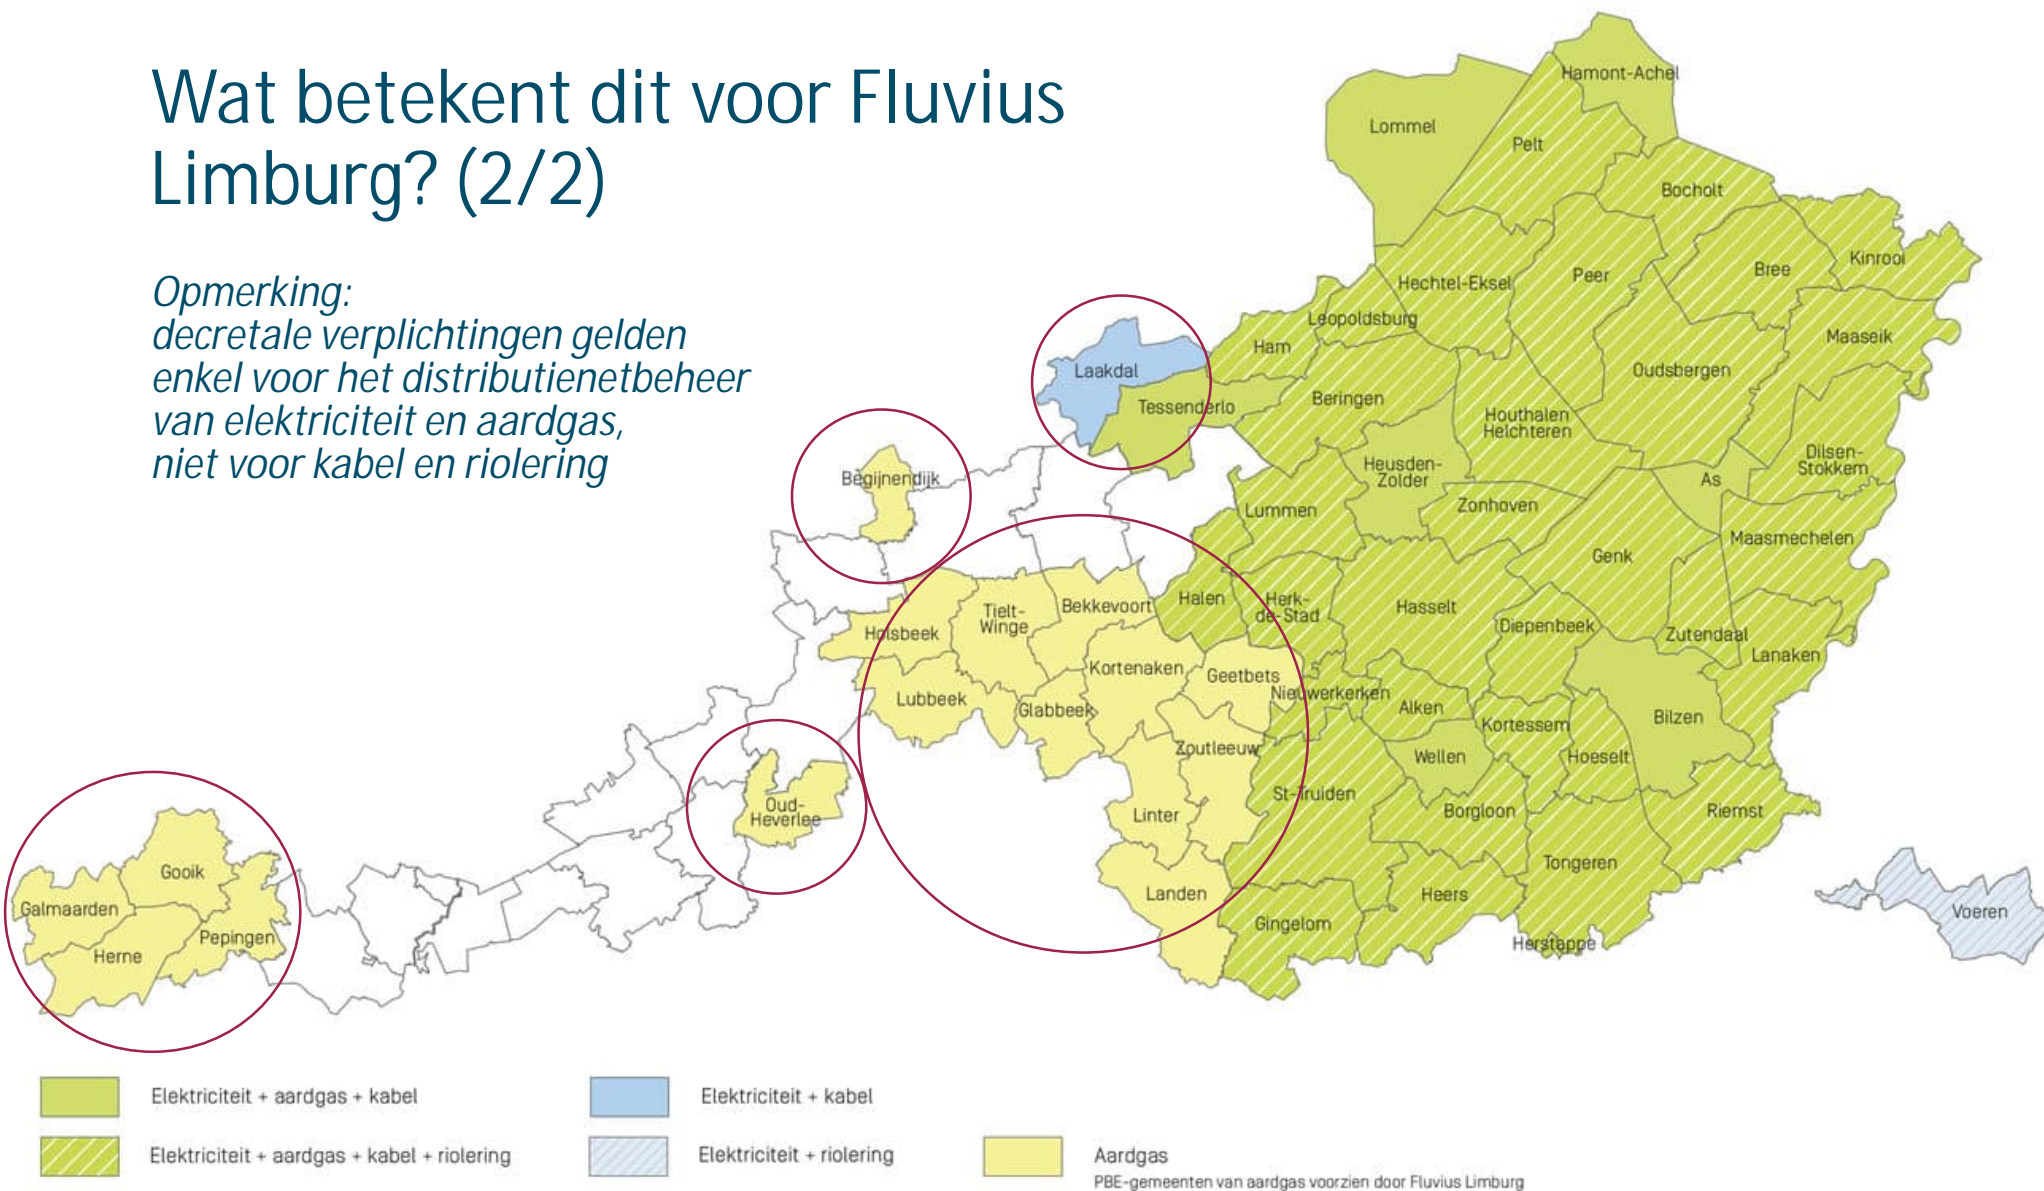 Wat betekent dit voor Fluvius
Limburg? (2/2)
Opmerking:
decretale verplichtingen gelden
enkel voor het distributienetbeheer
van elektriciteit en aardgas,
niet voor kabel en riolering
Hamont-Achel
Lommel
Pelt
Bocholt
Kinrooi
Bree
Peer
Hechtel-Eksel
Leopoldsburg
Maaseik
Ham
Laakdal
Oudsbergen
Beringen
Tessenderlo
Houthalen
Helchteren
Dilsen-
Stokkem
Heusden-
Zolder
As
Begijnendijk
Zonhoven
Lummen
Maasmechelen
Genk
Halen
Herk-
de-Stad
Hasselt
Bekkevoort
Tielt-
Winge
Holsbeek
Diepenbeek
Zutendaal
Lanaken
Kortenaken
Geetbets
Nieuwerkerken
Lubbeek
Glabbeek
Alken
Kortessem
Bilzen
Zoutleeuw
Wellen
Hoeselt
St-Truiden
Oud-
Heverlee
Linter
Borgloon
Riemst
Tongeren
Gooik
Landen
Heers
Galmaarden
Gingelom
Voeren
Pepingen
Herne
Herstappe
Elektriciteit + aardgas + kabel
Elektriciteit + kabel
Elektriciteit + aardgas + kabel + riolering
Elektriciteit + riolering
Aardgas
PBE-gemeenten van aardgas voorzien door Fluvius Limburg